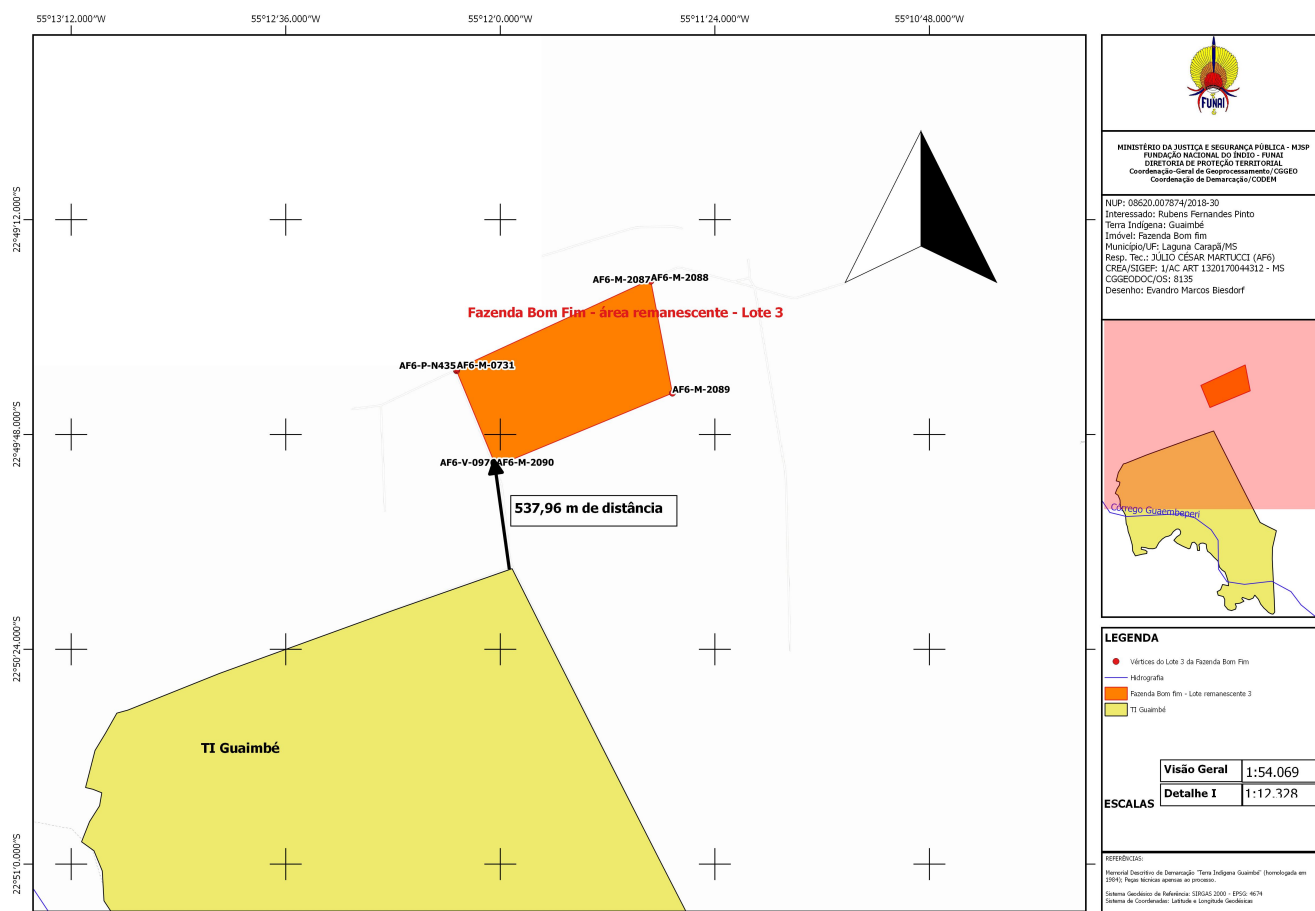 55°13'12.000"W
55°12'36.000"W
55°12'0.000"W
55°11'24.000"W
55°10'48.000"W
22°49'12.000"S
22°49'48.000"S
22°50'24.000"S
22°51'0.000"S
AF6-M-2087
AF6-M-2088
Fazenda Bom Fim - área remanescente - Lote 3
AF6-P-N435
AF6-M-0731
AF6-M-2089
AF6-V-097
AF6-M-2090
537,96 m de distância
TI Guaimbé
FUNAI
MINISTÉRIO DA JUSTIÇA E SEGURANÇA PÚBLICA - MJSP
FUNDAÇÃO NACIONAL DO ÍNDIO - FUNAI
DIRETORIA DE PROTEÇÃO TERRITORIAL
Coordenação-Geral de Geoprocessamento/CGGEO
Coordenação de Demarcação/CODEM
NUP: 08620.007874/2018-30
Interessado: Rubens Fernandes Pinto
Terra Indígena: Guaimbé
Imóvel: Fazenda Bom fim
Município/UF: Laguna Carapã/MS
Resp. Tec.: JÚLIO CÉSAR MARTUCCI (AF6)
CREA/SIGEF: 1/AC ART 1320170044312 - MS
CGGEODOC/OS: 8135
Desenho: Evandro Marcos Biesdorf
Córrego Guaembeperi
LEGENDA
Vértices do Lote 3 da Fazenda Bom Fim
Hidrografia
Fazenda Bom fim - Lote remanescente 3
TI Guaimbé
ESCALAS
Visão Geral 1:54.069
Detalhe I 1:12.328
REFERÊNCIAS:
Memorial Descritivo de Demarcação "Terra Indígena Guaimbé" (homologada em
1984); Peças técnicas apensas ao processo.
Sistema Geodésico de Referência: SIRGAS 2000 - EPSG: 4674
Sistema de Coordenadas: Latitude e Longitude Geodésicas